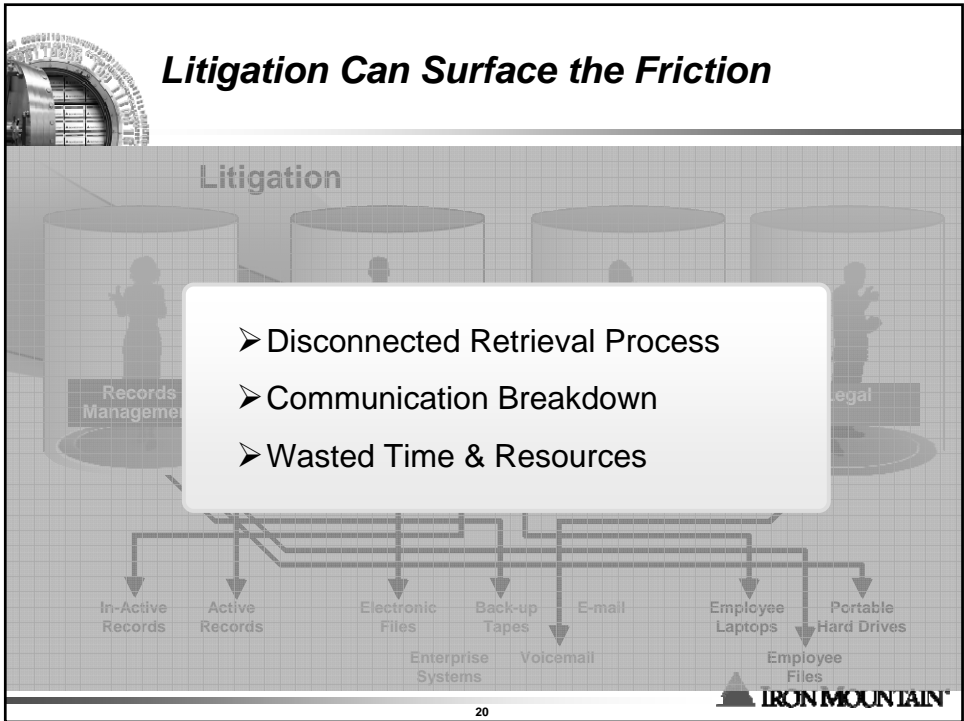 Litigation Can Surface the Friction
Litigation
➢Disconnected Retrieval Process
➢Communication Breakdown
➢Wasted Time & Resources
Records
Managemen
Legal
In-Active
Records
Active
Records
Electronic
Files
Back-up
Tapes
E-mail
Employee
Laptops
Portable
Hard Drives
Enterprise
Systems
Voicemail
Employee
Files
20
IRON MOUNTAIN®